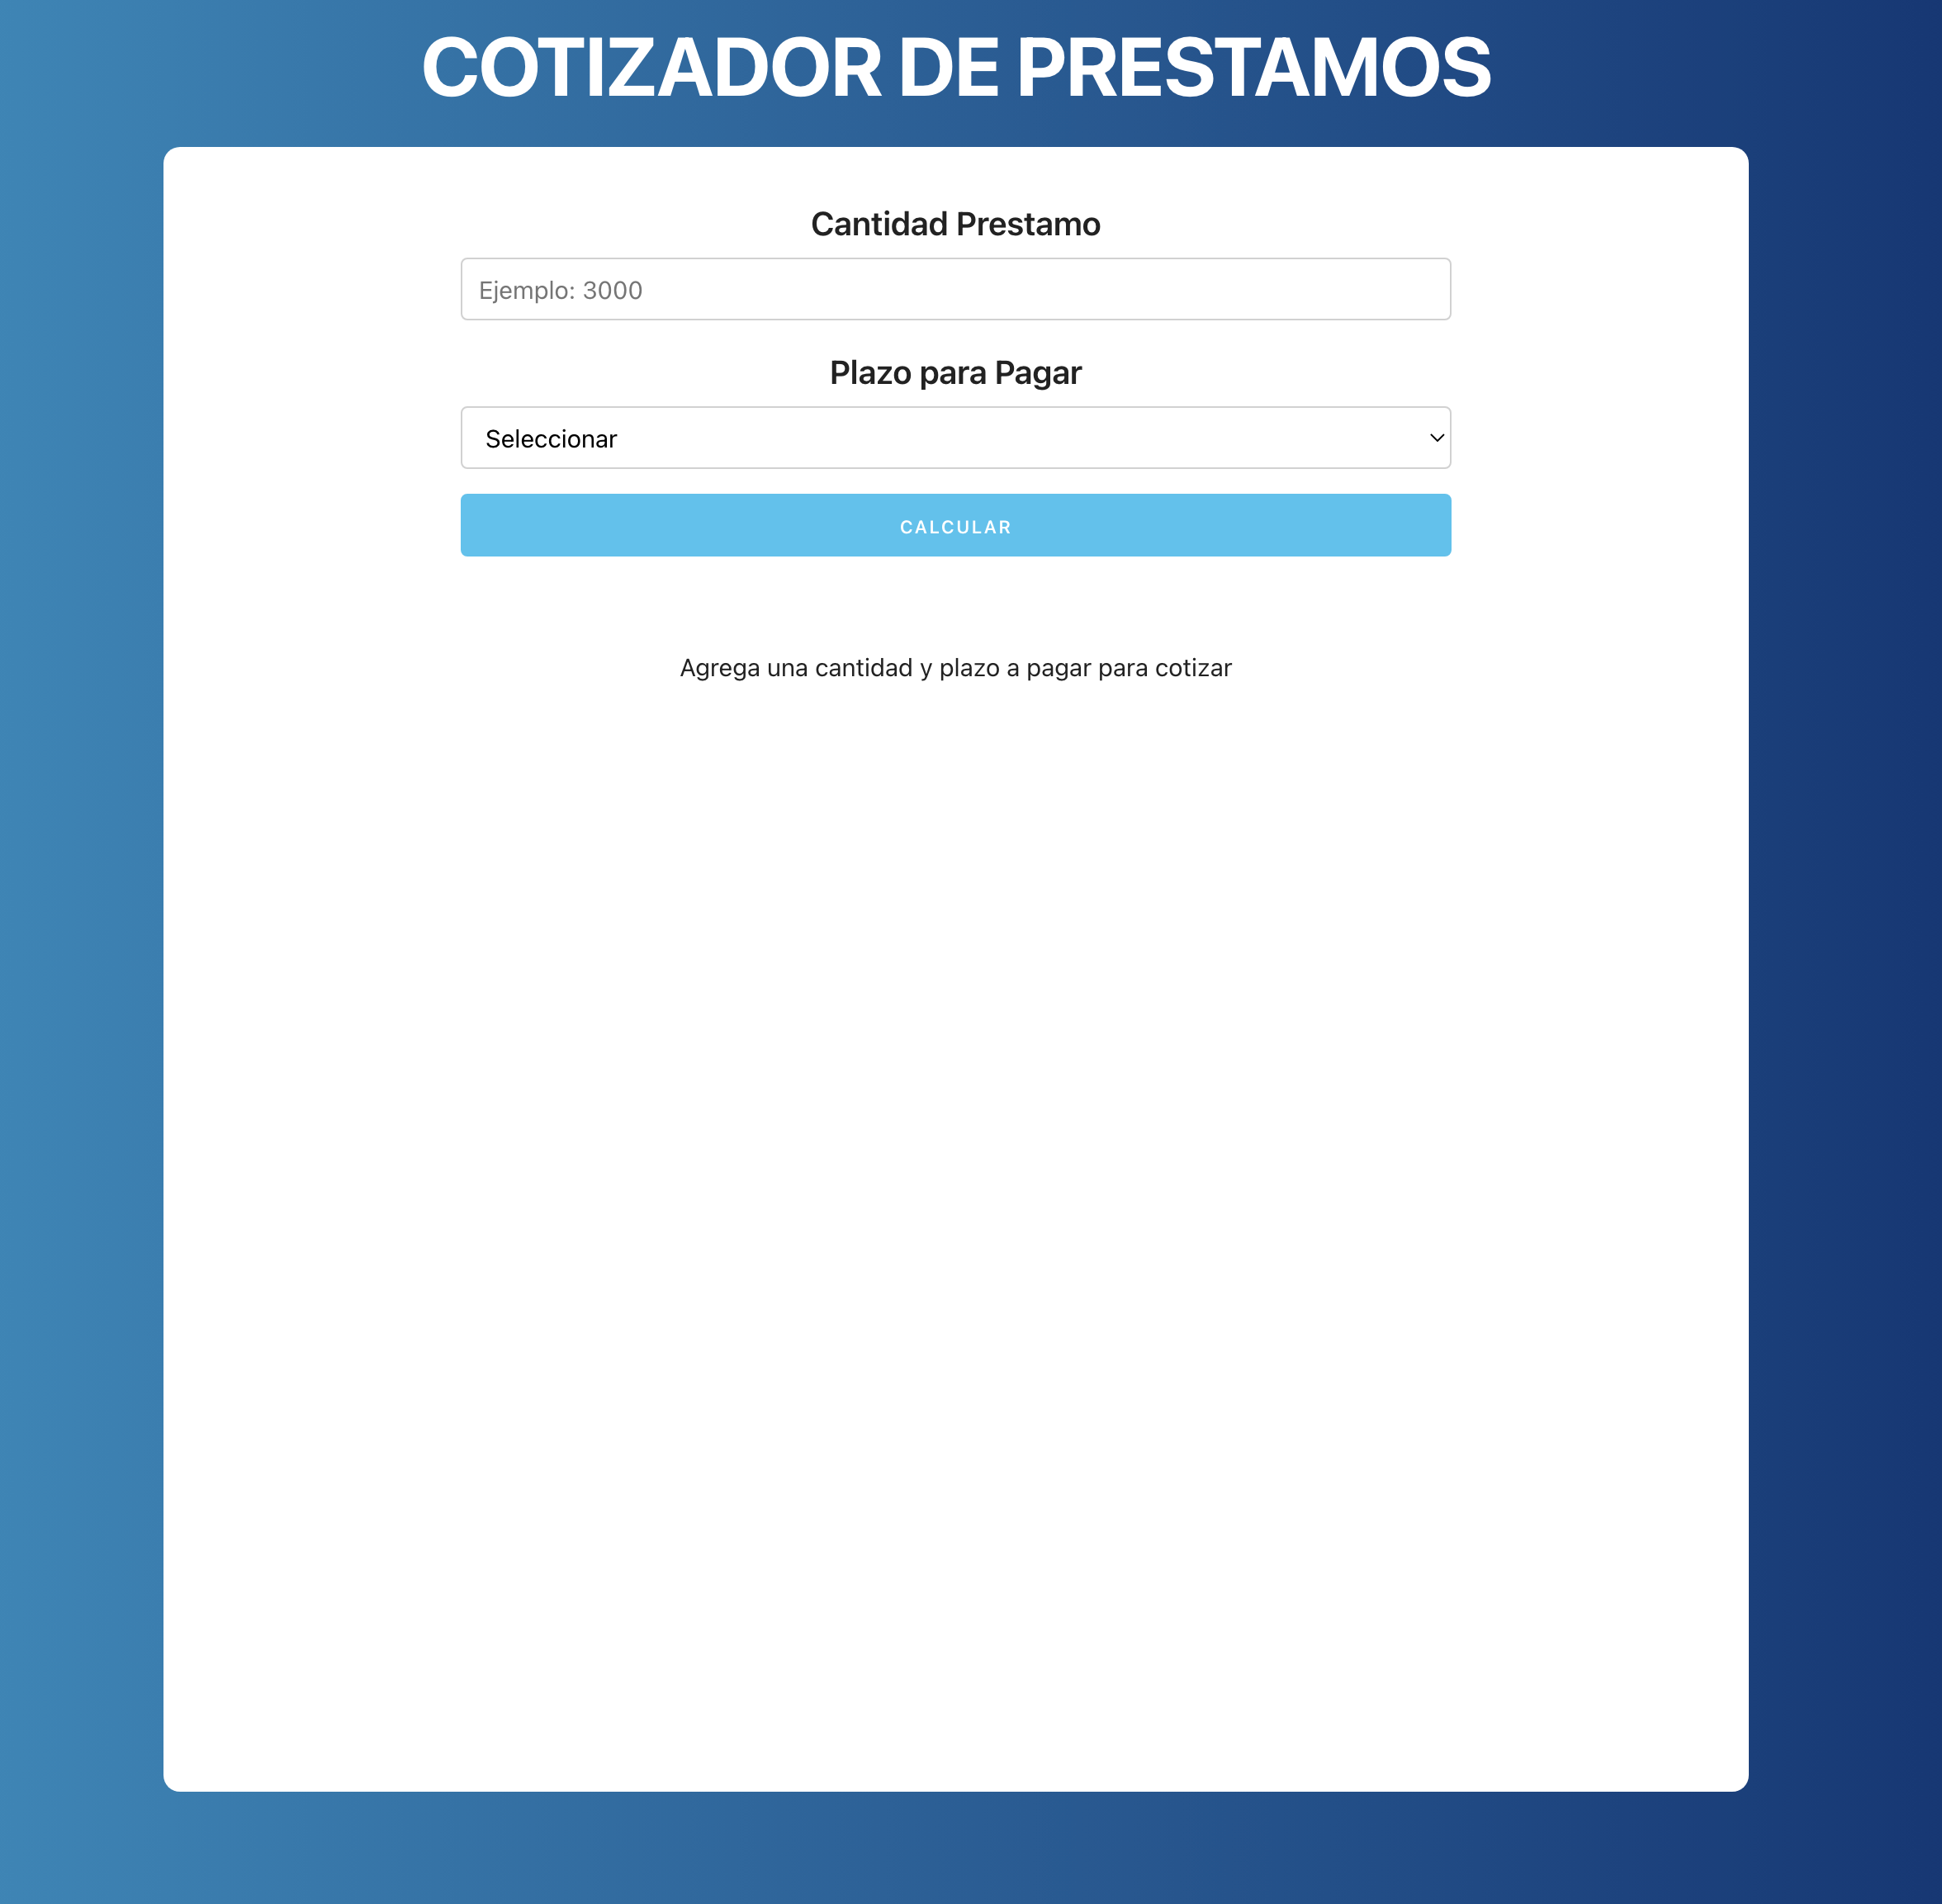 COTIZADOR DE PRESTAMOS
Cantidad Prestamo
Ejemplo: 3000
Plazo para Pagar
Seleccionar
CALCULAR
Agrega una cantidad y plazo a pagar para cotizar